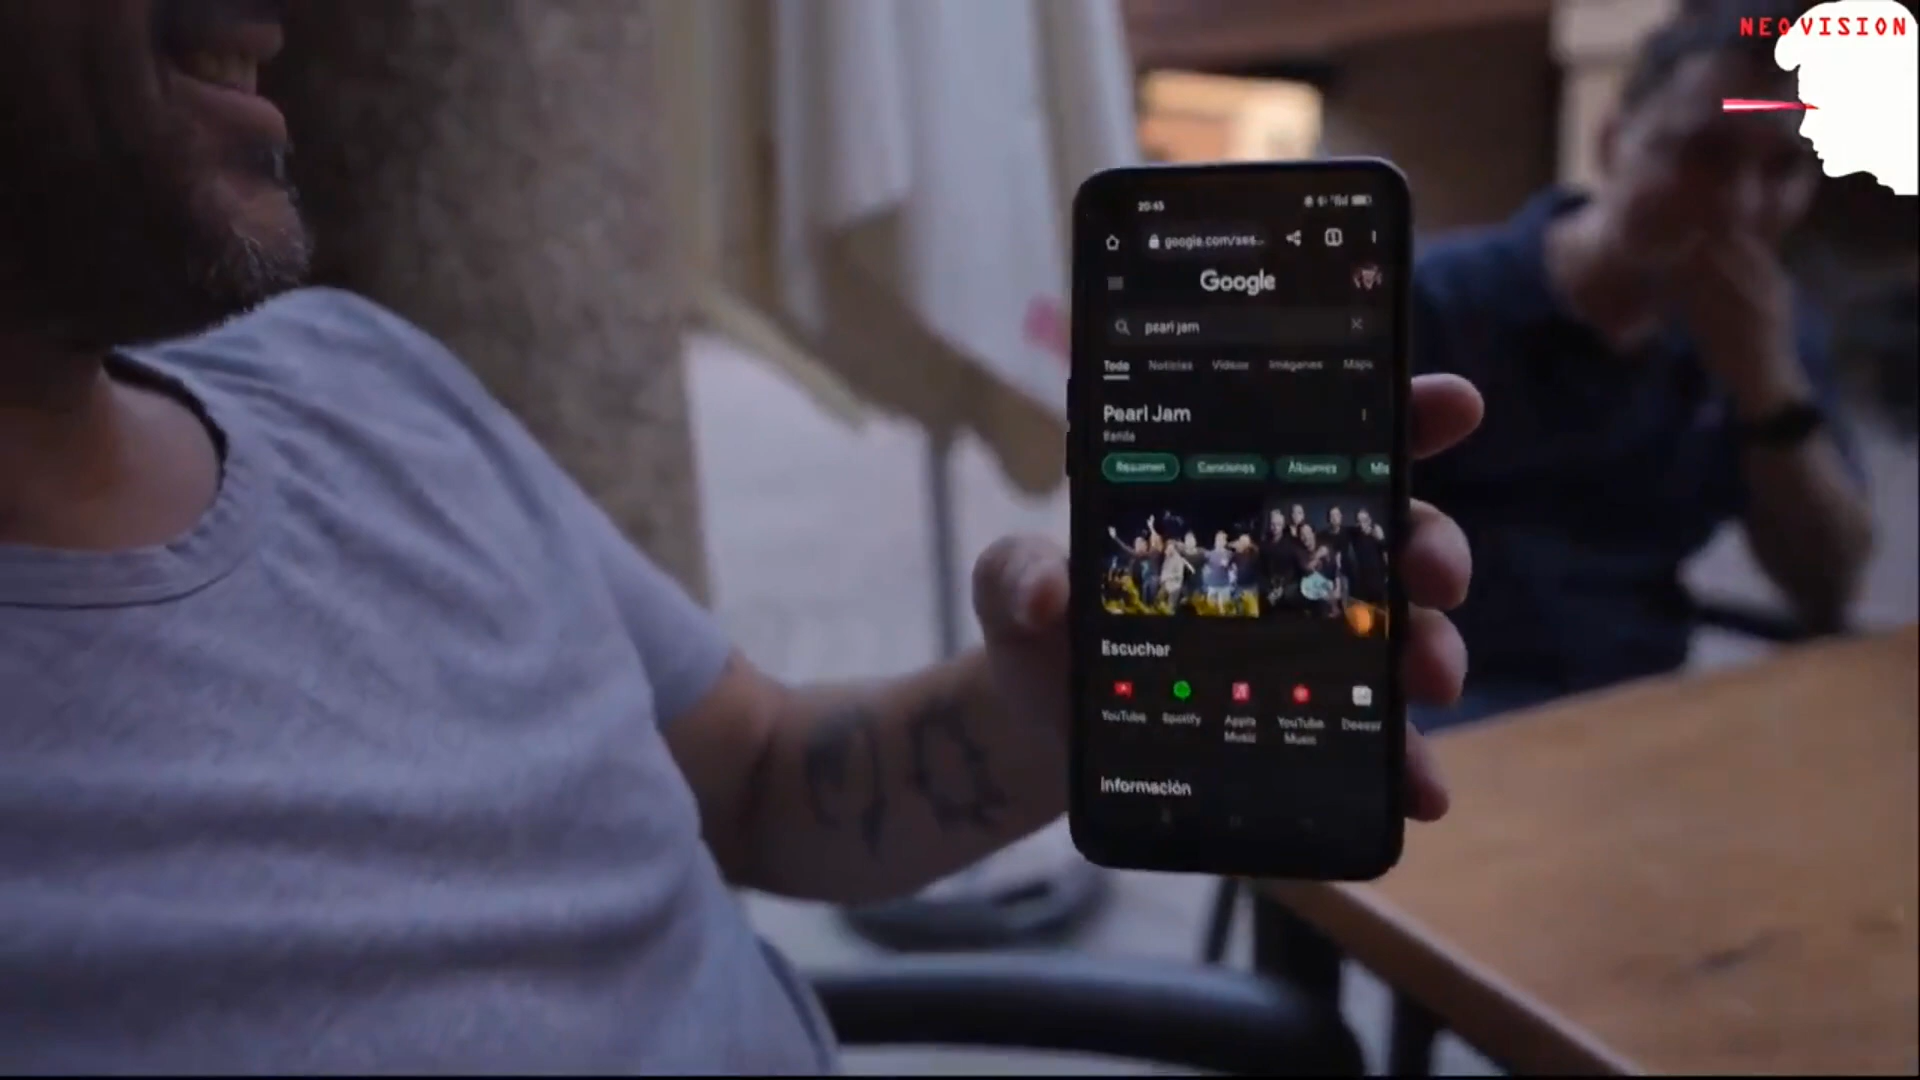 NEOVISION
20:45
google.com/sea...
Google
pearl jam
Todo Noticias Videos Imágenes Maps
Pearl Jam
Banda
Resumen Canciones Álbumes
Escuchar
YouTube Spotify Apple Music YouTube Music Deezer
Información